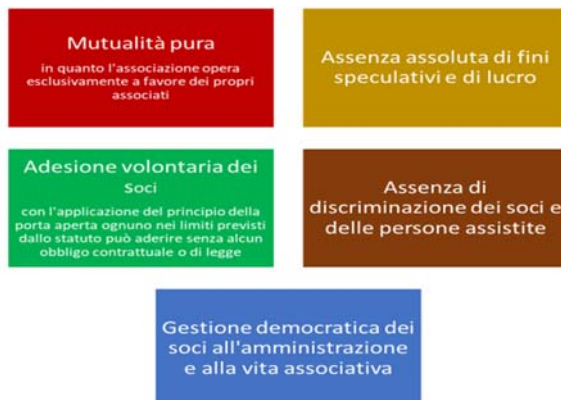 Mutualità pura
in quanto l'associazione opera
esclusivamente a favore dei propri
associati
Assenza assoluta di fini
speculativi e di lucro
Adesione volontaria dei
Soci
con l'applicazione del principio della
porta aperta ognuno nei limiti previsti
dallo statuto può aderire senza alcun
obbligo contrattuale o di legge
Assenza di
discriminazione dei soci e
delle persone assistite
Gestione democratica dei
soci all'amministrazione
e alla vita associativa